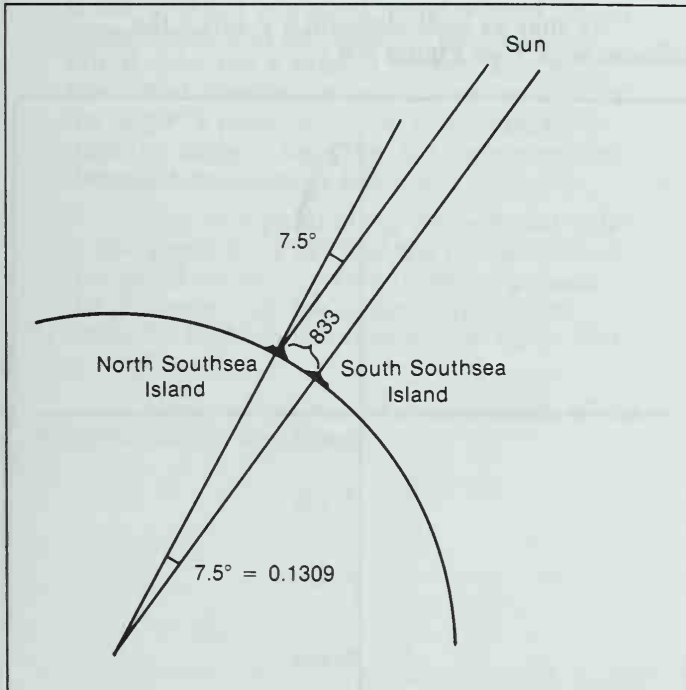 Sun
7.5°
833
North Southsea
Island
South Southsea
Island
7.5° = 0.1309